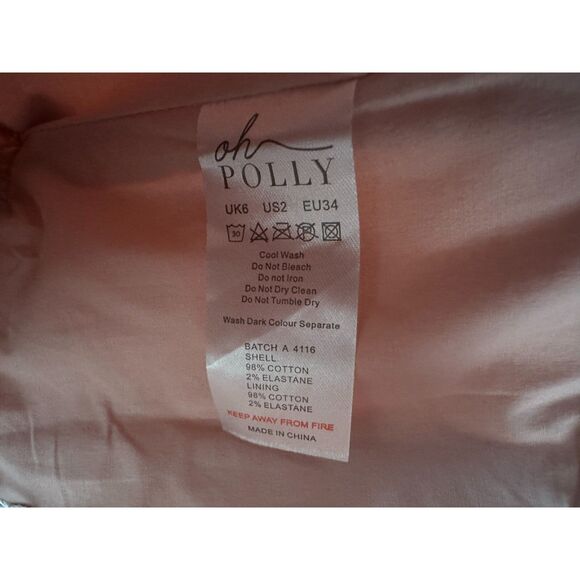 oh
POLLY
UK6 US2 EU34
30
Cool Wash
Do Not Bleach
Do not Iron
Do Not Dry Clean
Do Not Tumble Dry
Wash Dark Colour Separate
BATCH A 4116
SHELL
98% COTTON
2% ELASTANE
LINING
98% COTTON
2% ELASTANE
KEEP AWAY FROM FIRE
MADE IN CHINA